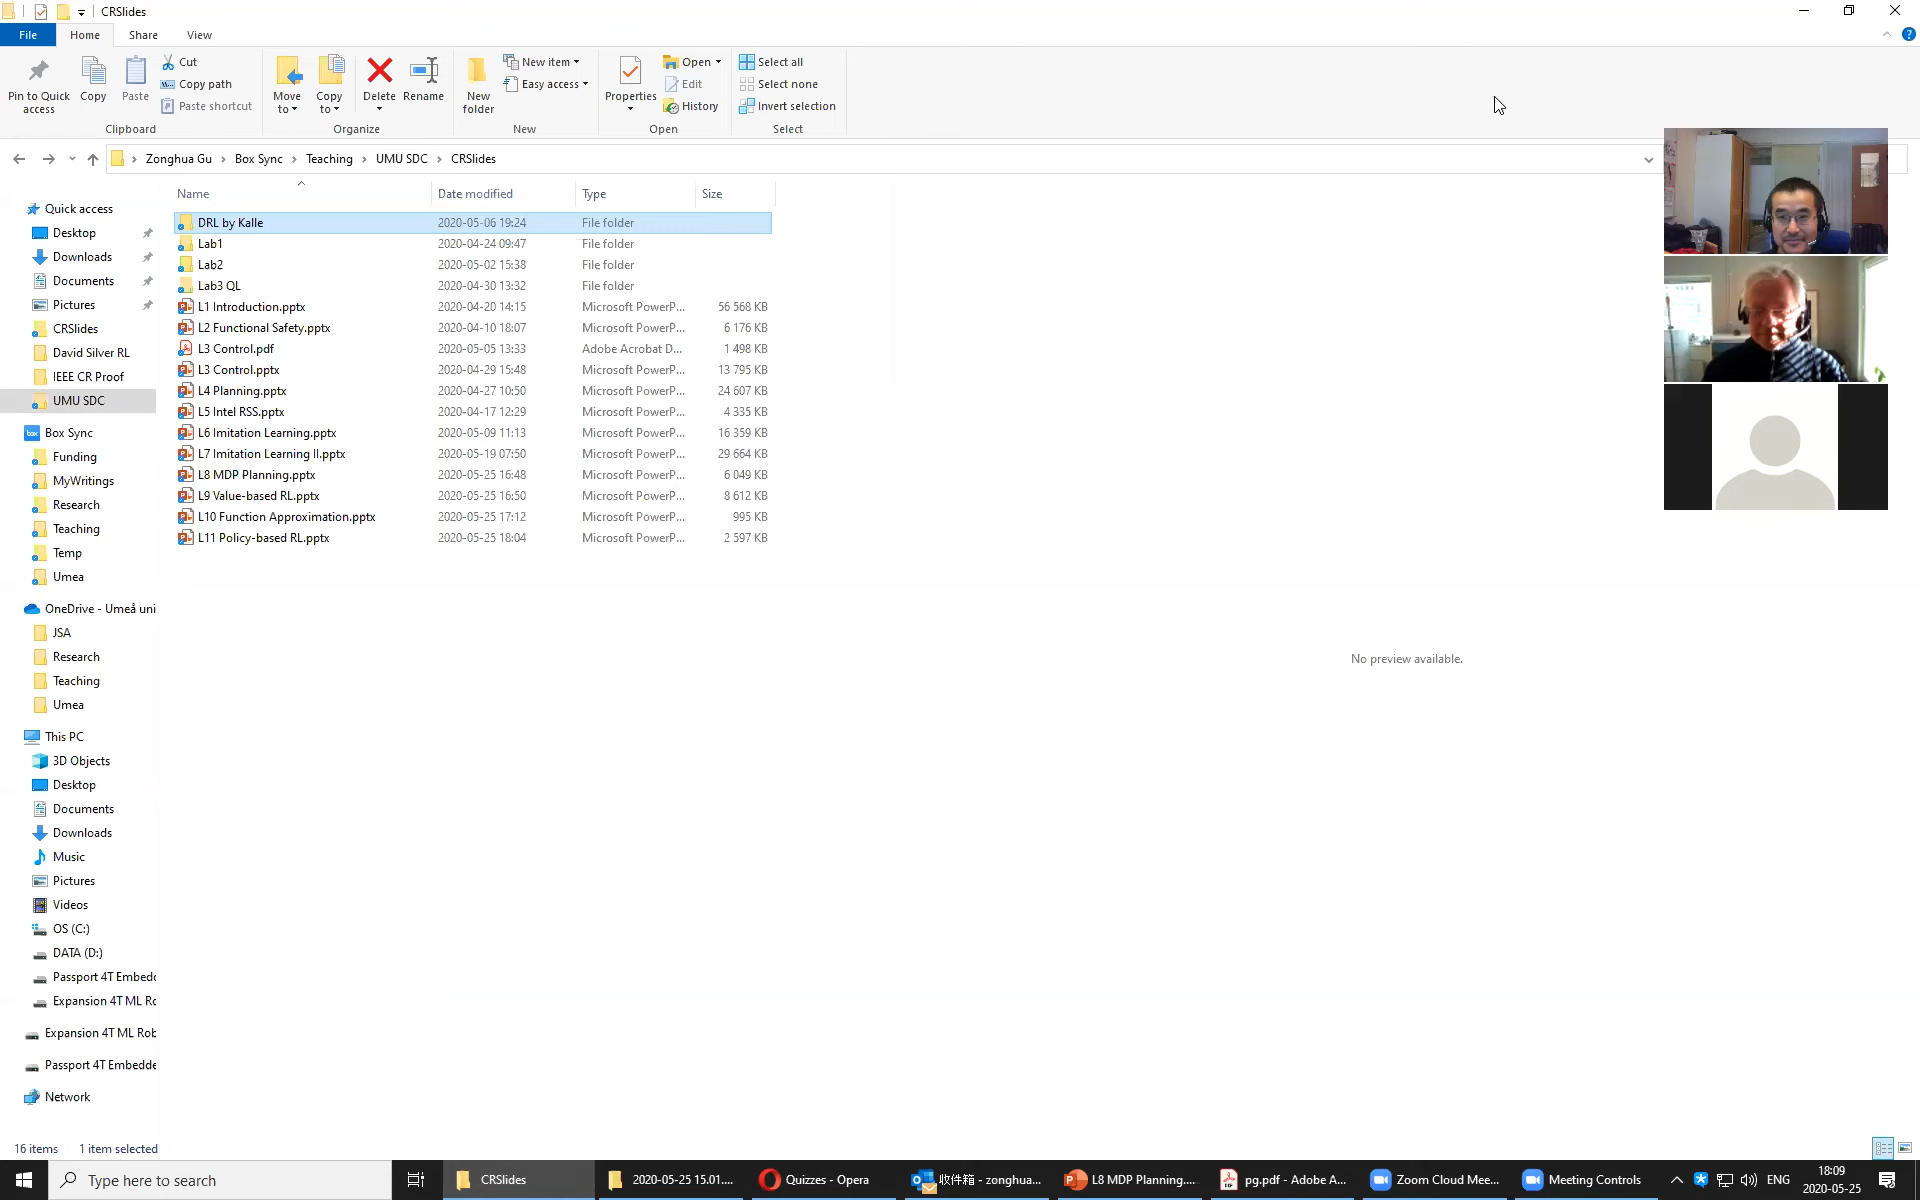 CRSlides
File Home Share View
Pin to Quick access
Copy
Paste
Cut
Copy path
Paste shortcut
Clipboard
Move to
Copy to
Delete
Rename
Organize
New folder
New item
Easy access
New
Properties
Open
Edit
History
Open
Select all
Select none
Invert selection
Select
Zonghua Gu > Box Sync > Teaching > UMU SDC > CRSlides
Name Date modified Type Size
DRL by Kalle 2020-05-06 19:24 File folder
Lab1 2020-04-24 09:47 File folder
Lab2 2020-05-02 15:38 File folder
Lab3 QL 2020-04-30 13:32 File folder
L1 Introduction.pptx 2020-04-20 14:15 Microsoft PowerP... 56 568 KB
L2 Functional Safety.pptx 2020-04-10 18:07 Microsoft PowerP... 6 176 KB
L3 Control.pdf 2020-05-05 13:33 Adobe Acrobat D... 1 498 KB
L3 Control.pptx 2020-04-29 15:48 Microsoft PowerP... 13 795 KB
L4 Planning.pptx 2020-04-27 10:50 Microsoft PowerP... 24 607 KB
L5 Intel RSS.pptx 2020-04-17 12:29 Microsoft PowerP... 4 335 KB
L6 Imitation Learning.pptx 2020-05-09 11:13 Microsoft PowerP... 16 359 KB
L7 Imitation Learning II.pptx 2020-05-19 07:50 Microsoft PowerP... 29 664 KB
L8 MDP Planning.pptx 2020-05-25 16:48 Microsoft PowerP... 6 049 KB
L9 Value-based RL.pptx 2020-05-25 16:50 Microsoft PowerP... 8 612 KB
L10 Function Approximation.pptx 2020-05-25 17:12 Microsoft PowerP... 995 KB
L11 Policy-based RL.pptx 2020-05-25 18:04 Microsoft PowerP... 2 597 KB
Quick access
Desktop
Downloads
Documents
Pictures
CRSlides
David Silver RL
IEEE CR Proof
UMU SDC
box Box Sync
Funding
MyWritings
Research
Teaching
Temp
Umea
OneDrive - Umeå uni
JSA
Research
Teaching
Umea
This PC
3D Objects
Desktop
Documents
Downloads
Music
Pictures
Videos
OS (C:)
DATA (D:)
Passport 4T Embedd
Expansion 4T ML Ro
Expansion 4T ML Rob
Passport 4T Embedde
Network
No preview available.
16 items 1 item selected
Type here to search
CRSlides
2020-05-25 15.01....
Quizzes - Opera
收件箱 - zonghua...
L8 MDP Planning....
pg.pdf - Adobe A...
Zoom Cloud Mee...
Meeting Controls
ENG
18:09
2020-05-25